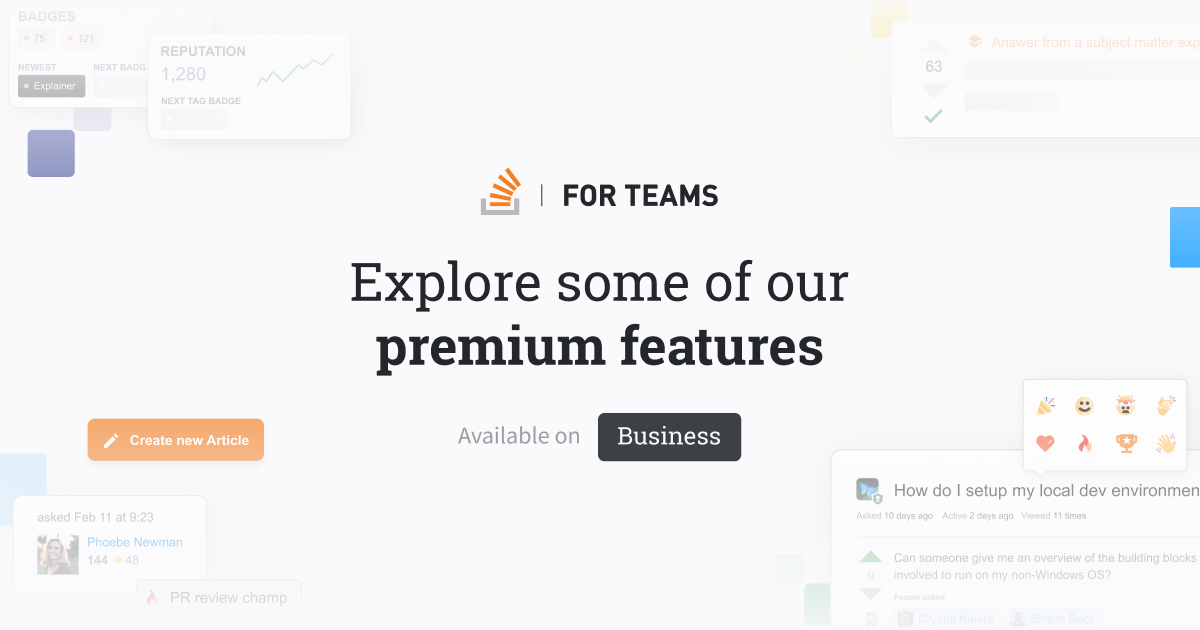 BADGES
75 121
NEWEST NEXT BADG
Explainer
REPUTATION
1,280
NEXT TAG BADGE
Answer from a subject matter exp
63
FOR TEAMS
Explore some of our
premium features
Available on Business
Create new Article
asked Feb 11 at 9:23
Phoebe Newman
144 48
PR review champ
How do I setup my local dev environmen
Asked 10 days ago Active 2 days ago Viewed 11 times
Can someone give me an overview of the building blocks
9
involved to run on my non-Windows OS?
People asked
Crystal Najera Shaun Beck